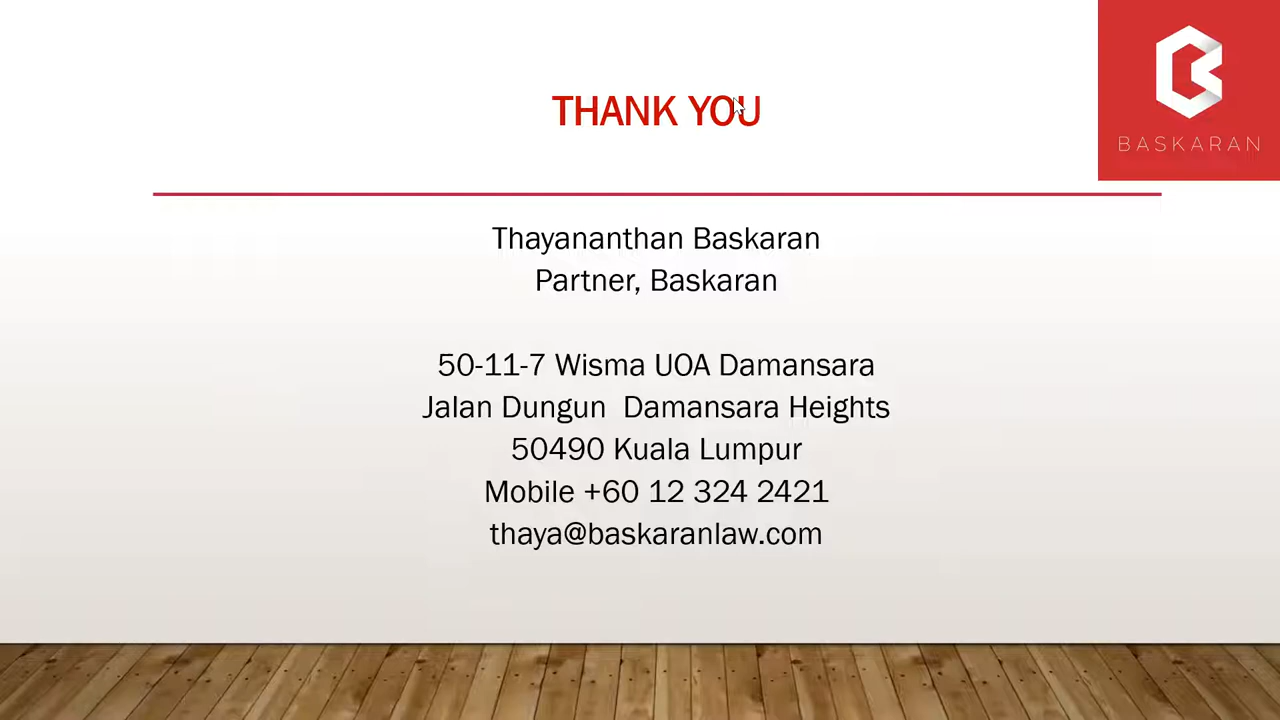 THANK YOU
BASKARAN
Thayananthan Baskaran
Partner, Baskaran
50-11-7 Wisma UOA Damansara
Jalan Dungun  Damansara Heights
50490 Kuala Lumpur
Mobile +60 12 324 2421
thaya@baskaranlaw.com